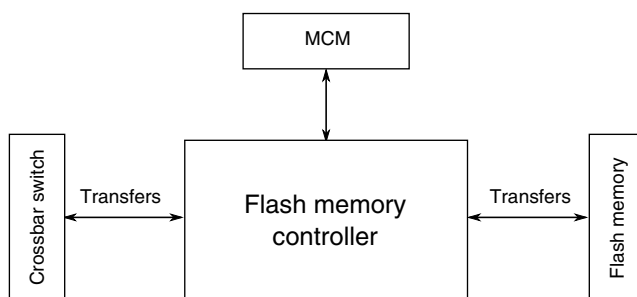 MCM
Crossbar switch
Transfers
Flash memory
controller
Transfers
Flash memory